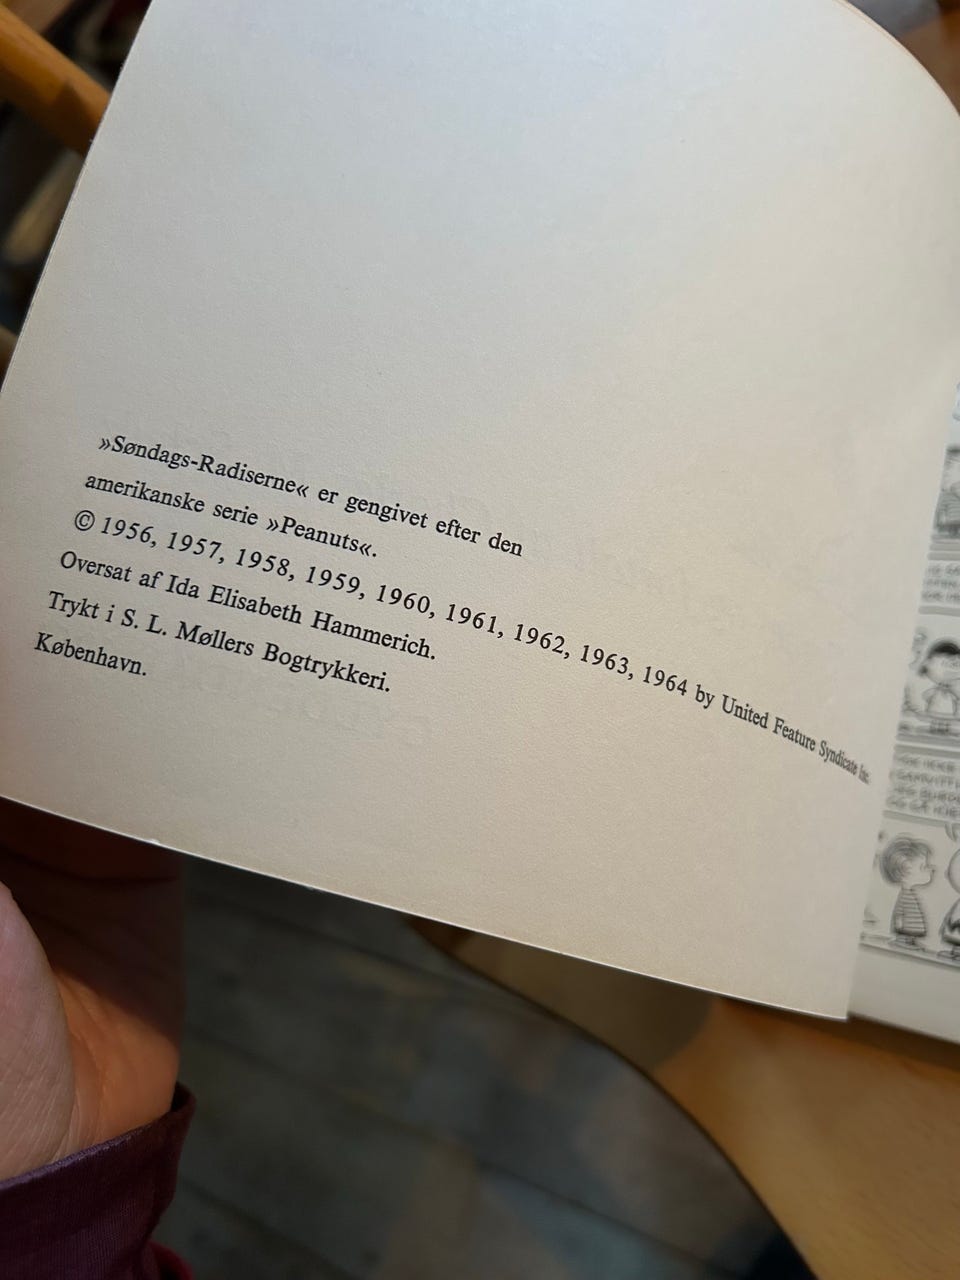 »Søndags-Radiserne« er gengivet efter den
amerikanske serie »Peanuts«.
© 1956, 1957, 1958, 1959, 1960, 1961, 1962, 1963, 1964 by United Feature Syndicate Inc.
Oversat af Ida Elisabeth Hammerich.
Trykt i S. L. Møllers Bogtrykkeri.
København.